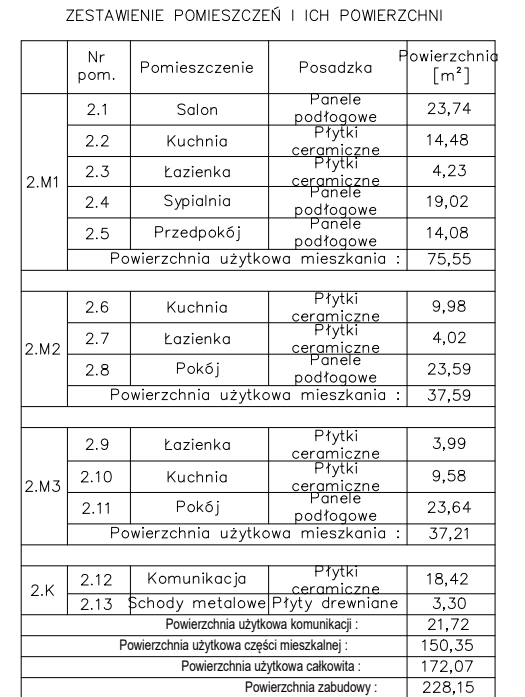 ZESTAWIENIE POMIESZCZEŃ I ICH POWIERZCHNI
Nr pom. Pomieszczenie Posadzka Powierzchnia [m²]
2.M1
2.1 Salon Panele podłogowe 23,74
2.2 Kuchnia Płytki ceramiczne 14,48
2.3 Łazienka Płytki ceramiczne 4,23
2.4 Sypialnia Panele podłogowe 19,02
2.5 Przedpokój Panele podłogowe 14,08
Powierzchnia użytkowa mieszkania : 75,55
2.M2
2.6 Kuchnia Płytki ceramiczne 9,98
2.7 Łazienka Płytki ceramiczne 4,02
2.8 Pokój Panele podłogowe 23,59
Powierzchnia użytkowa mieszkania : 37,59
2.M3
2.9 Łazienka Płytki ceramiczne 3,99
2.10 Kuchnia Płytki ceramiczne 9,58
2.11 Pokój Panele podłogowe 23,64
Powierzchnia użytkowa mieszkania : 37,21
2.K
2.12 Komunikacja Płytki ceramiczne 18,42
2.13 Schody metalowe Płyty drewniane 3,30
Powierzchnia użytkowa komunikacji : 21,72
Powierzchnia użytkowa części mieszkalnej : 150,35
Powierzchnia użytkowa całkowita : 172,07
Powierzchnia zabudowy : 228,15